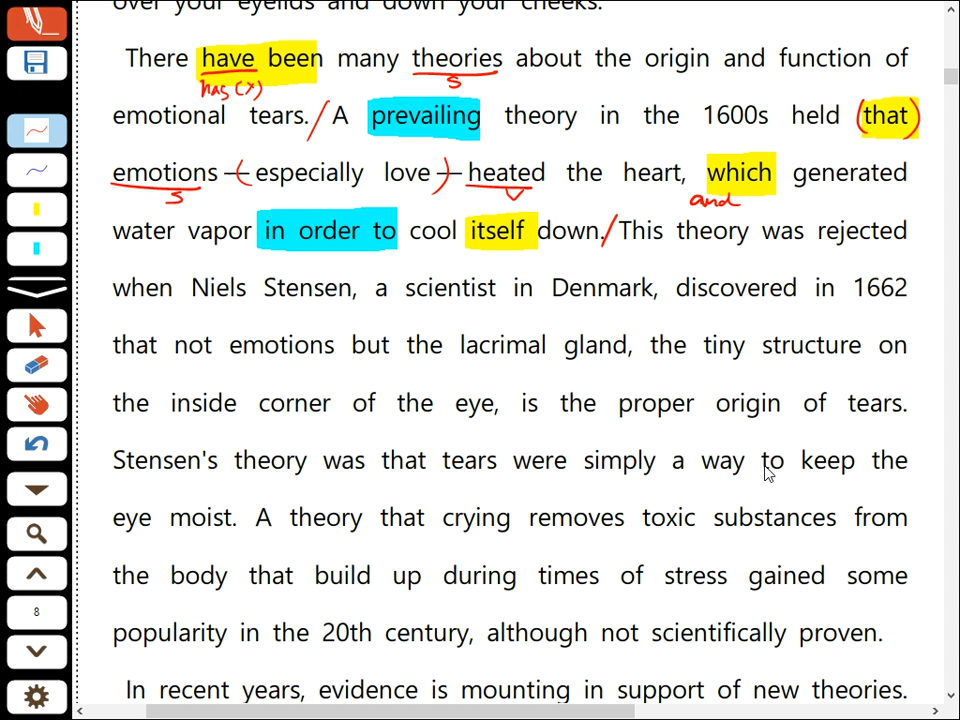 over your eyelids and down your cheeks.
There have been many theories about the origin and function of
has (x) s
emotional tears. / A prevailing theory in the 1600s held (that)
emotions — (especially love) — heated the heart, which generated
s v and
water vapor in order to cool itself down. / This theory was rejected
when Niels Stensen, a scientist in Denmark, discovered in 1662
that not emotions but the lacrimal gland, the tiny structure on
the inside corner of the eye, is the proper origin of tears.
Stensen's theory was that tears were simply a way to keep the
eye moist. A theory that crying removes toxic substances from
the body that build up during times of stress gained some
popularity in the 20th century, although not scientifically proven.
In recent years, evidence is mounting in support of new theories.
8